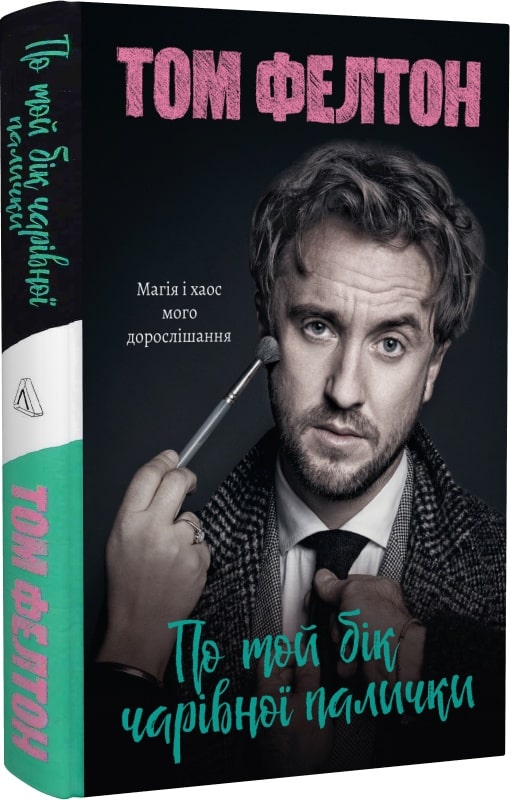 По той бік чарівної
палички
ТОМ ФЕЛТОН
ТОМ ФЕЛТОН
Магія і хаос
мого
дорослішання
По той бік
чарівної палички